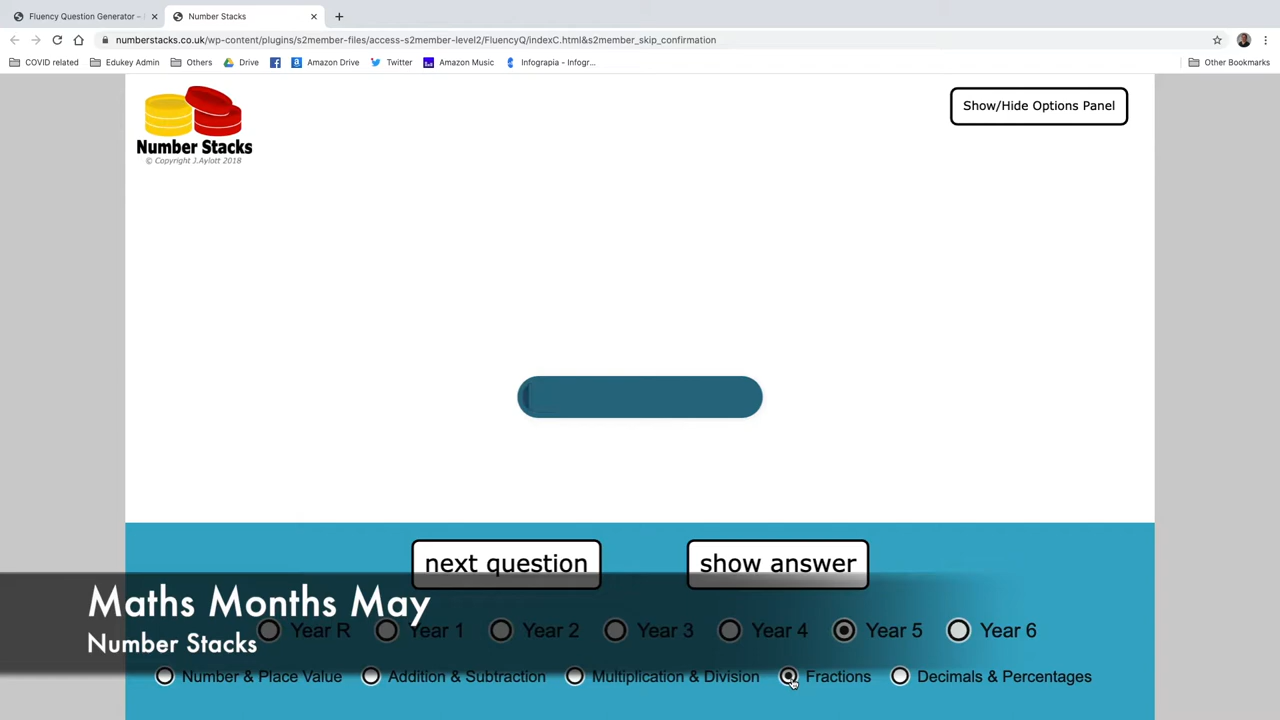 Fluency Question Generator –
Number Stacks
numberstacks.co.uk/wp-content/plugins/s2member-files/access-s2member-level2/FluencyQ/indexC.html&s2member_skip_confirmation
COVID related
Edukey Admin
Others
Drive
Amazon Drive
Twitter
Amazon Music
Infograpia - Infogr...
Other Bookmarks
Number Stacks
© Copyright J.Aylott 2018
Show/Hide Options Panel
next question
show answer
Maths Months May
Number Stacks
Year R
Year 1
Year 2
Year 3
Year 4
Year 5
Year 6
Number & Place Value
Addition & Subtraction
Multiplication & Division
Fractions
Decimals & Percentages